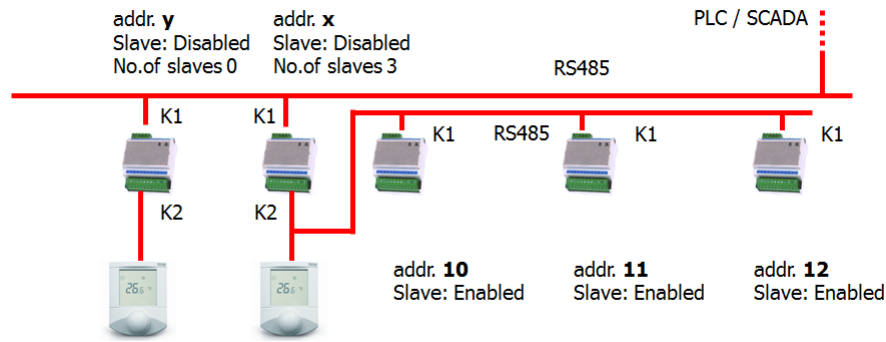 addr. y
Slave: Disabled
No.of slaves 0
addr. x
Slave: Disabled
No.of slaves 3
PLC / SCADA
RS485
K1
K1
K1
RS485
K1
K1
K2
K2
26.6
26.6
addr. 10
Slave: Enabled
addr. 11
Slave: Enabled
addr. 12
Slave: Enabled